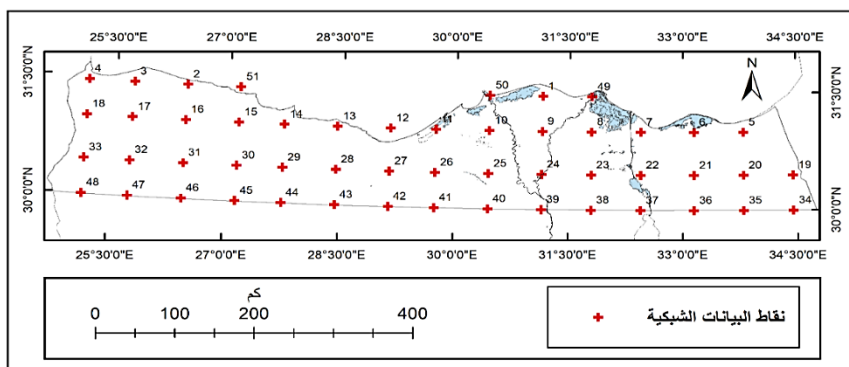 25°30'0"E 27°0'0"E 28°30'0"E 30°0'0"E 31°30'0"E 33°0'0"E 34°30'0"E
31°30'0"N 31°30'0"N
N
4 3 2 51 50 1 49
18 17 16 15 14 13 12 11 10 9 8 7 6 5
33 32 31 30 29 28 27 26 25 24 23 22 21 20 19
48 47 46 45 44 43 42 41 40 39 38 37 36 35 34
30°0'0"N 30°0'0"N
25°30'0"E 27°0'0"E 28°30'0"E 30°0'0"E 31°30'0"E 33°0'0"E 34°30'0"E
كم
0 100 200 400
نقاط البيانات الشبكية